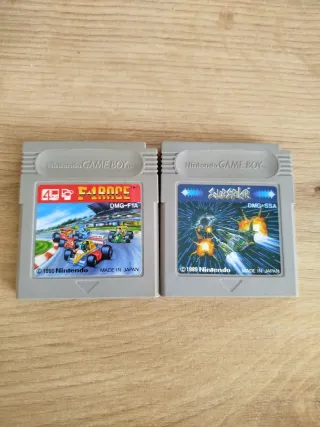 Nintendo GAME BOY
F-1 RACE
DMG-F1A
© 1990 Nintendo
MADE IN JAPAN
Nintendo GAME BOY
DMG-SSA
© 1989 Nintendo
MADE IN JAPAN